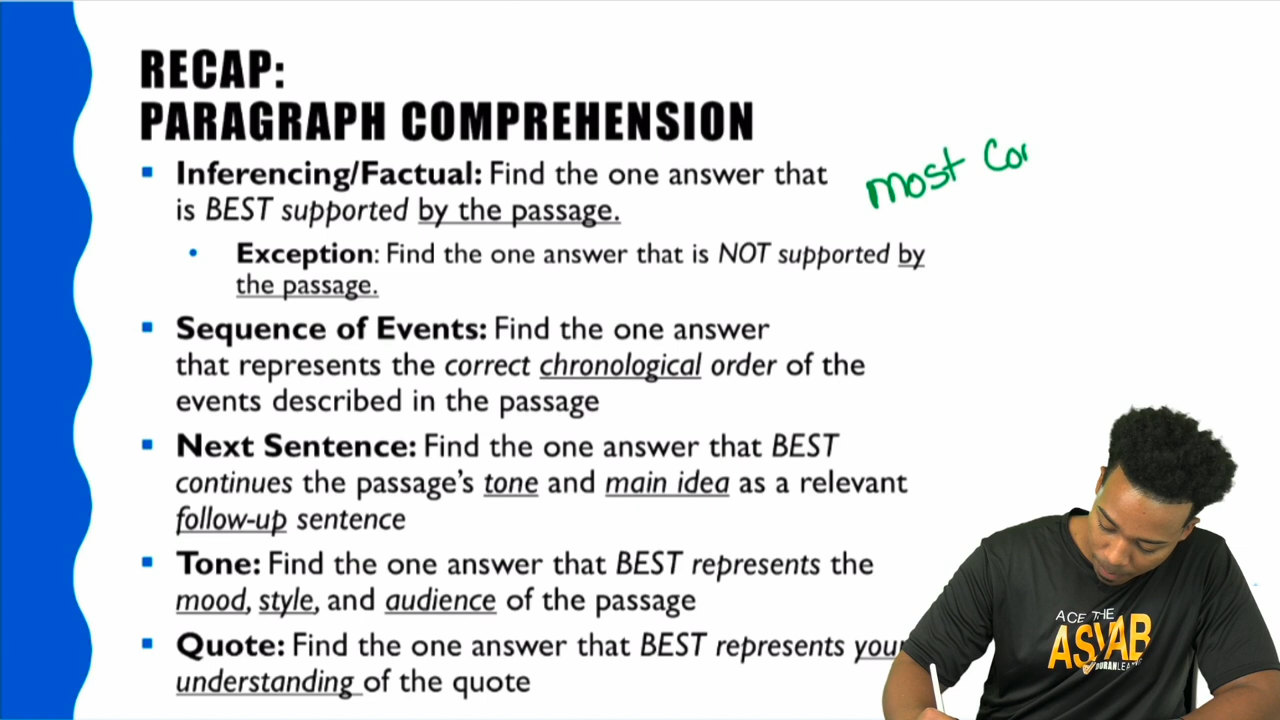 RECAP:
PARAGRAPH COMPREHENSION
▪ Inferencing/Factual: Find the one answer that
is BEST supported by the passage.
• Exception: Find the one answer that is NOT supported by
the passage.
▪ Sequence of Events: Find the one answer
that represents the correct chronological order of the
events described in the passage
▪ Next Sentence: Find the one answer that BEST
continues the passage's tone and main idea as a relevant
follow-up sentence
▪ Tone: Find the one answer that BEST represents the
mood, style, and audience of the passage
▪ Quote: Find the one answer that BEST represents your
understanding of the quote
most Cor
ACE THE
ASVAB